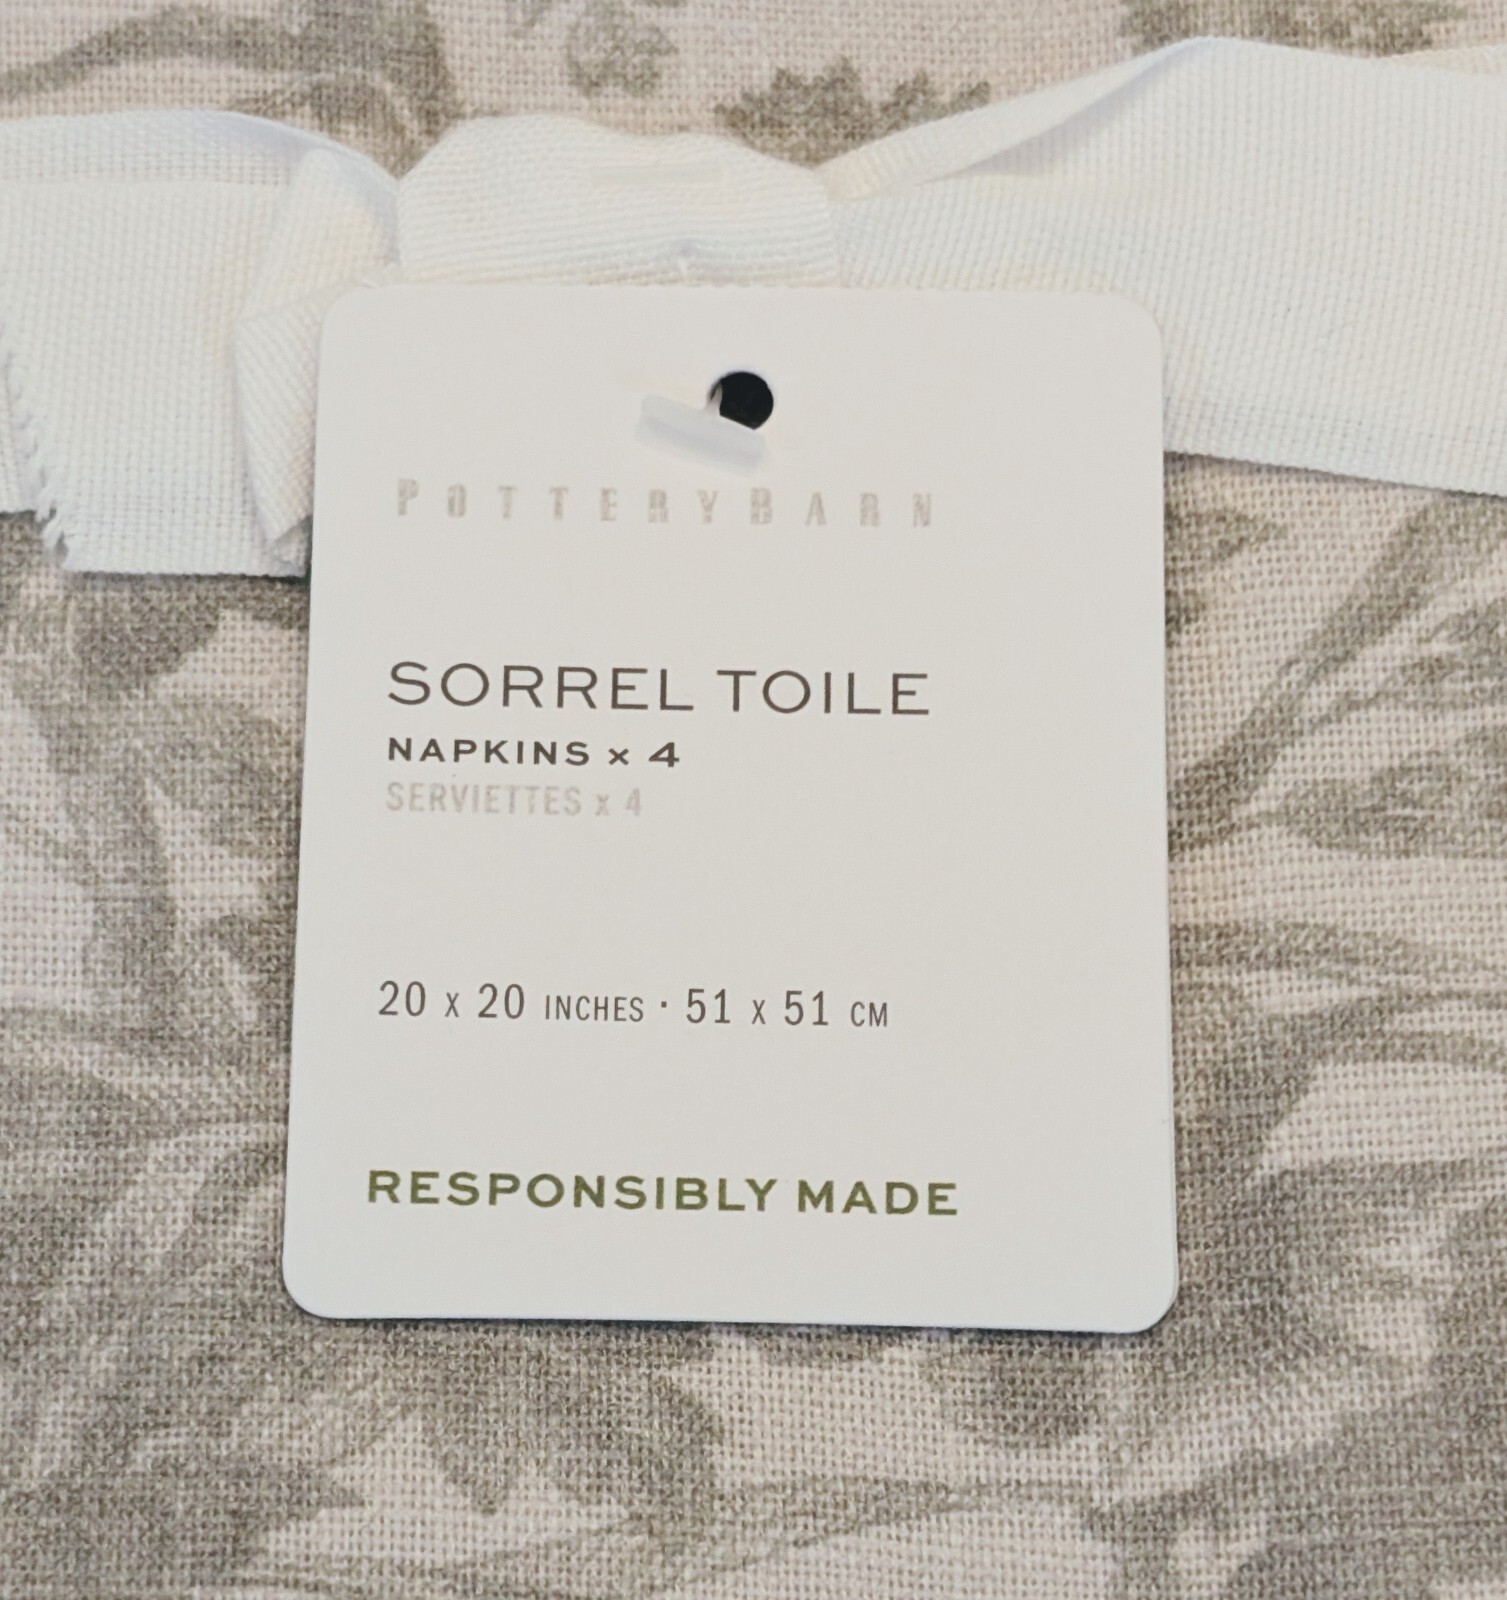 POTTERYBARN
SORREL TOILE
NAPKINS x 4
SERVIETTES x 4
20 x 20 INCHES · 51 x 51 CM
RESPONSIBLY MADE